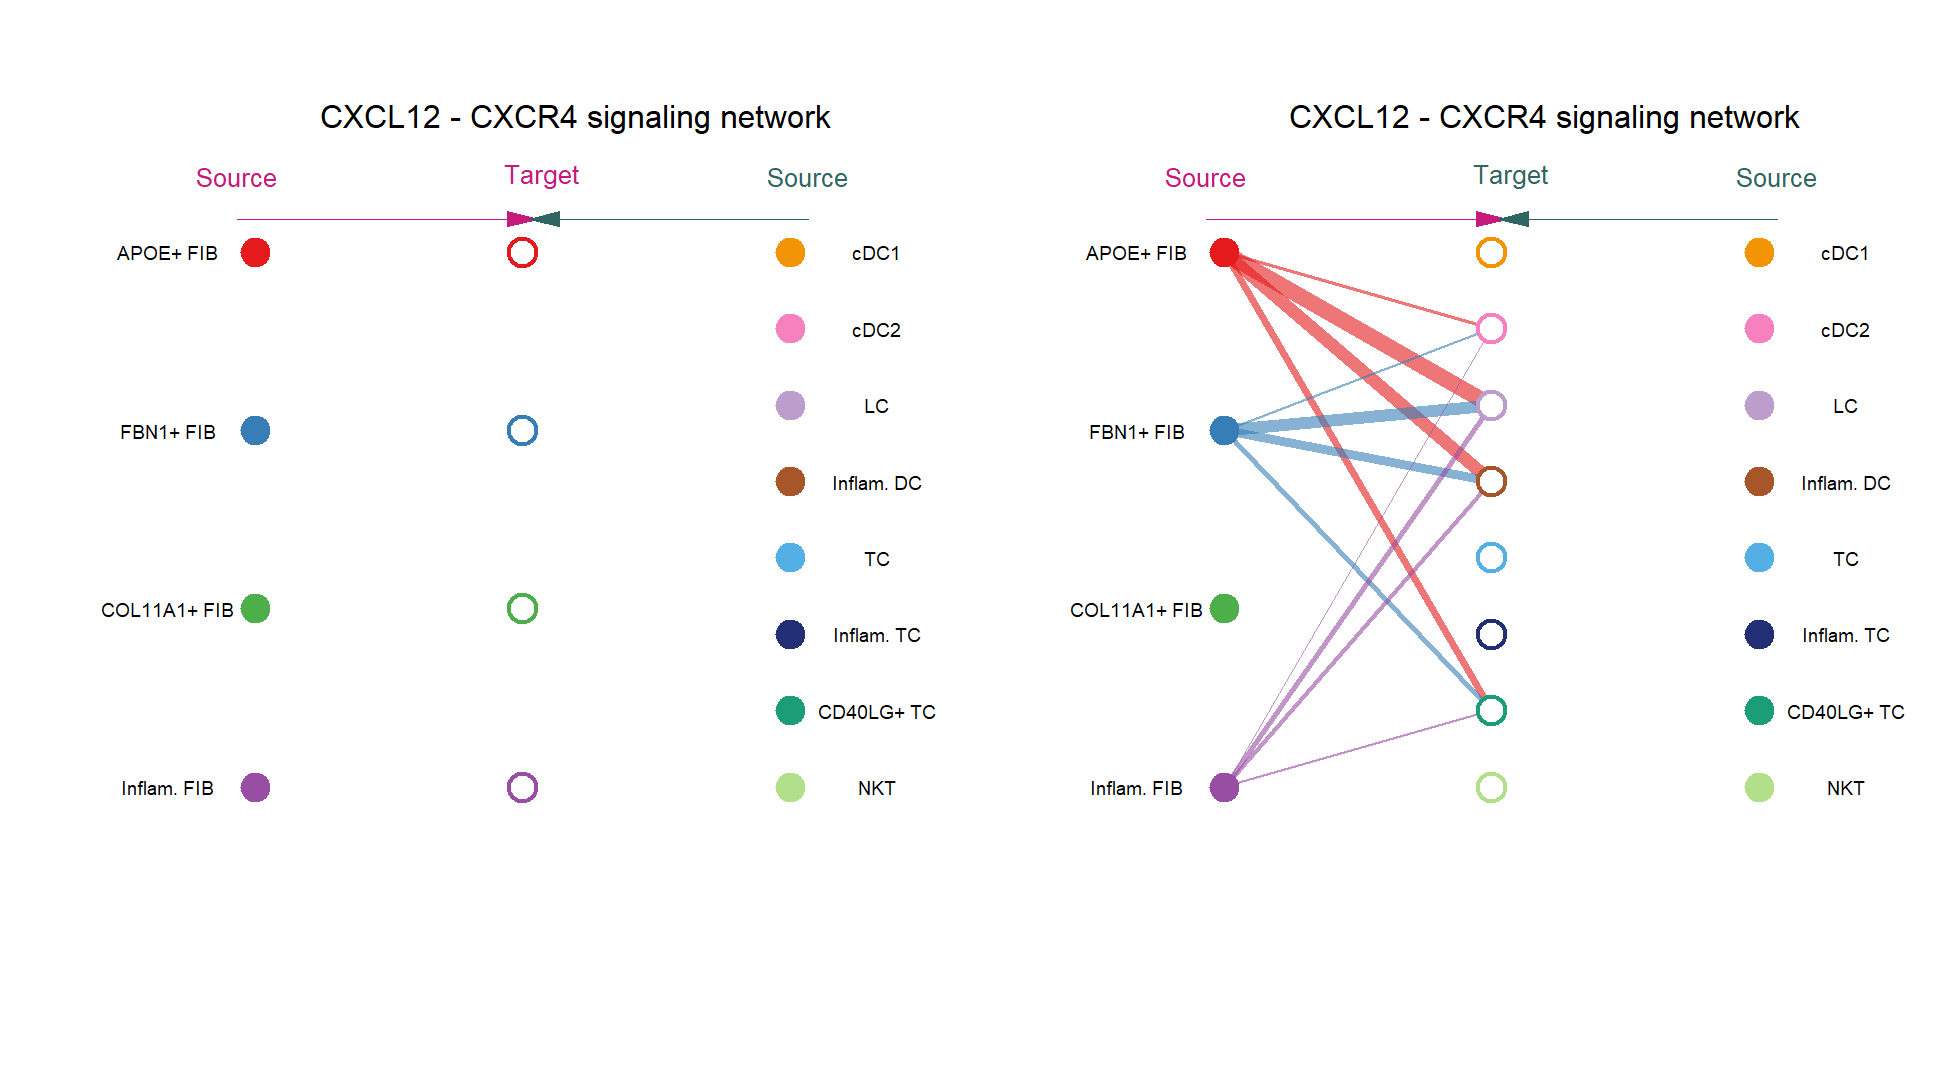 CXCL12 - CXCR4 signaling network
Source
Target
Source
APOE+ FIB
FBN1+ FIB
COL11A1+ FIB
Inflam. FIB
cDC1
cDC2
LC
Inflam. DC
TC
Inflam. TC
CD40LG+ TC
NKT
CXCL12 - CXCR4 signaling network
Source
Target
Source
APOE+ FIB
FBN1+ FIB
COL11A1+ FIB
Inflam. FIB
cDC1
cDC2
LC
Inflam. DC
TC
Inflam. TC
CD40LG+ TC
NKT